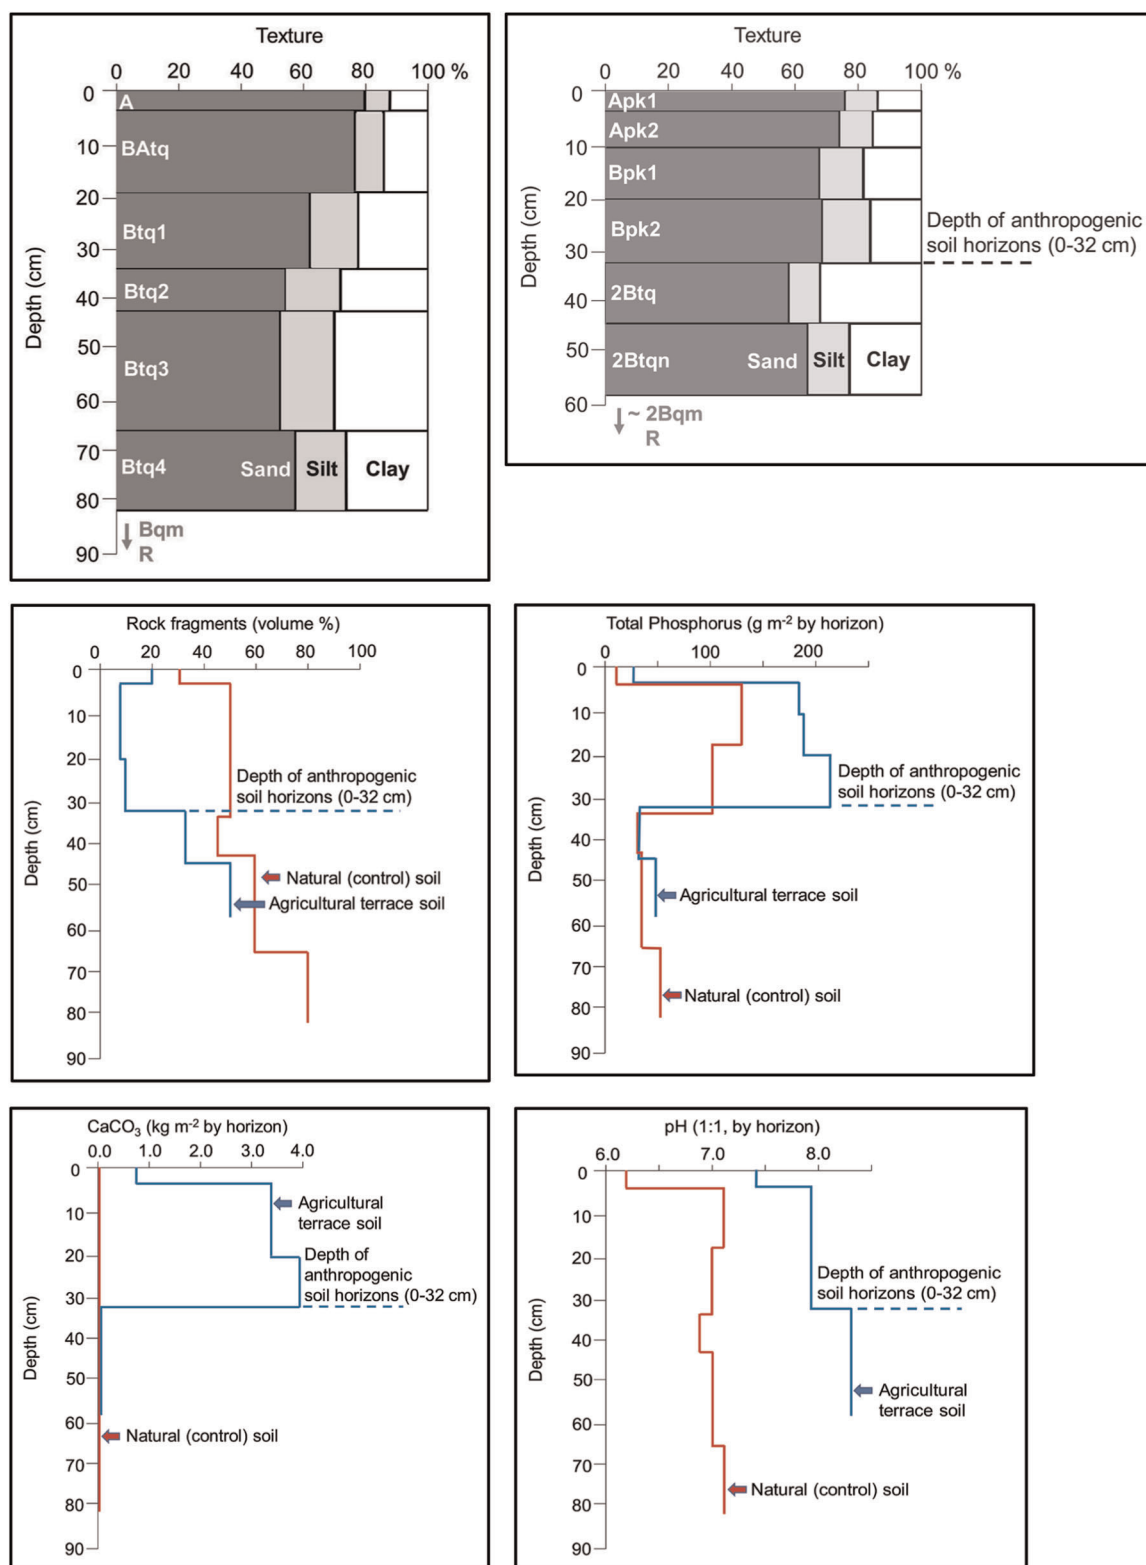 Texture
0 20 40 60 80 100 %
Depth (cm)
0
10
20
30
40
50
60
70
80
90
A
BAtq
Btq1
Btq2
Btq3
Btq4 Sand Silt Clay
Bqm
R
Texture
0 20 40 60 80 100 %
Depth (cm)
0
10
20
30
40
50
60
Apk1
Apk2
Bpk1
Bpk2
2Btq
2Btqn Sand Silt Clay
~ 2Bqm
R
Depth of anthropogenic
soil horizons (0-32 cm)
Rock fragments (volume %)
0 20 40 60 80 100
Depth (cm)
0
10
20
30
40
50
60
70
80
90
Depth of anthropogenic
soil horizons (0-32 cm)
Natural (control) soil
Agricultural terrace soil
Total Phosphorus (g m-2 by horizon)
0 100 200
Depth (cm)
0
10
20
30
40
50
60
70
80
90
Depth of anthropogenic
soil horizons (0-32 cm)
Agricultural terrace soil
Natural (control) soil
CaCO3 (kg m-2 by horizon)
0.0 1.0 2.0 3.0 4.0
Depth (cm)
0
10
20
30
40
50
60
70
80
90
Agricultural
terrace soil
Depth of
anthropogenic
soil horizons (0-32 cm)
Natural (control) soil
pH (1:1, by horizon)
6.0 7.0 8.0
Depth (cm)
0
10
20
30
40
50
60
70
80
90
Depth of anthropogenic
soil horizons (0-32 cm)
Agricultural
terrace soil
Natural (control) soil